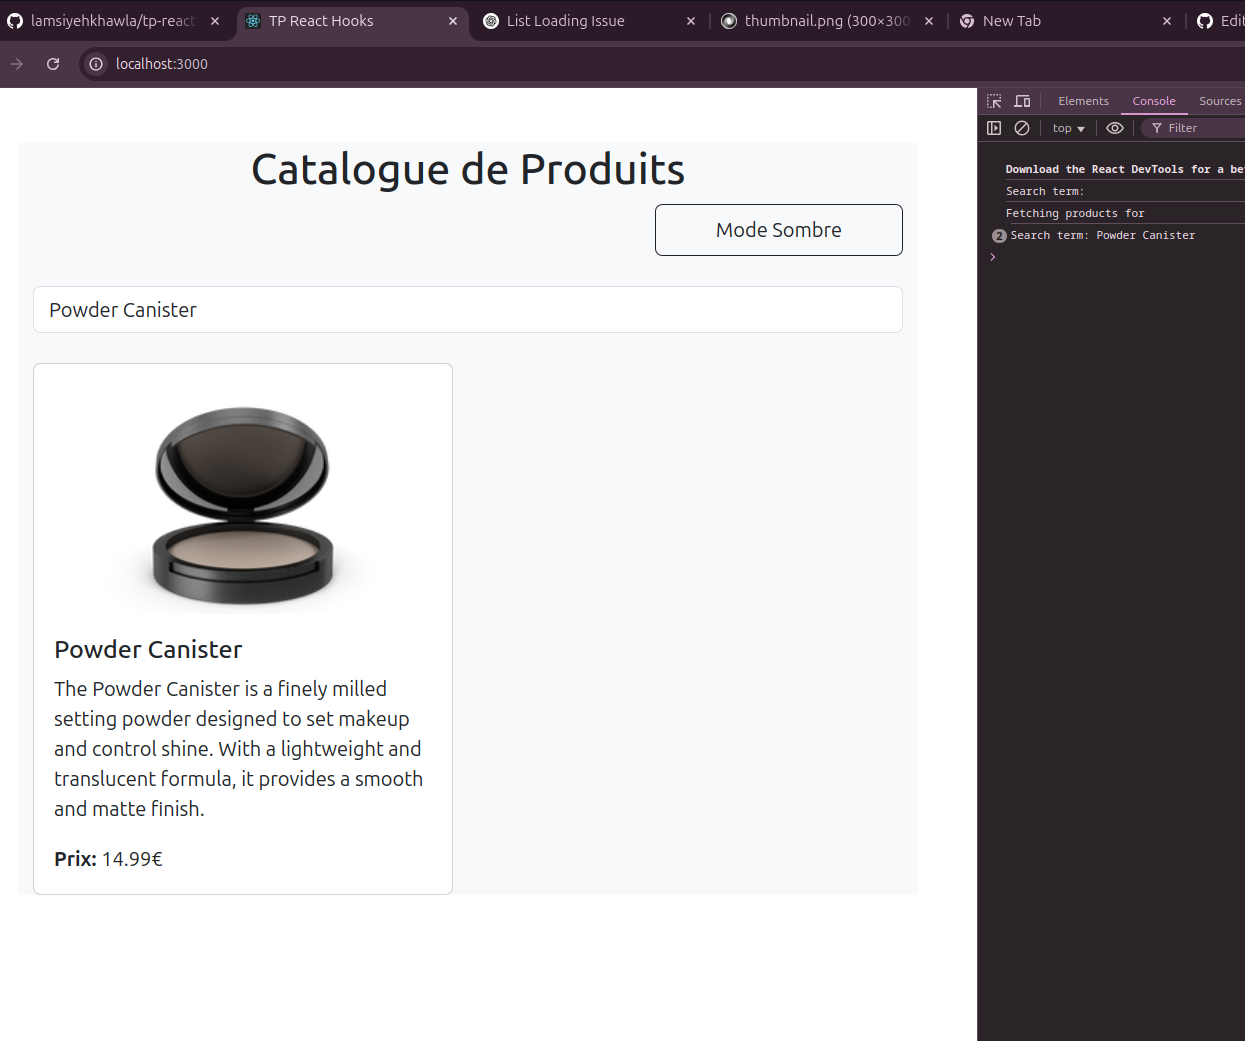 lamsiyehkhawla/tp-react
TP React Hooks
List Loading Issue
thumbnail.png (300×300
New Tab
Edit
localhost:3000
Elements
Console
Sources
top
Filter
Download the React DevTools for a be
Search term:
Fetching products for
2 Search term: Powder Canister
Catalogue de Produits
Mode Sombre
Powder Canister
Powder Canister
The Powder Canister is a finely milled
setting powder designed to set makeup
and control shine. With a lightweight and
translucent formula, it provides a smooth
and matte finish.
Prix: 14.99€